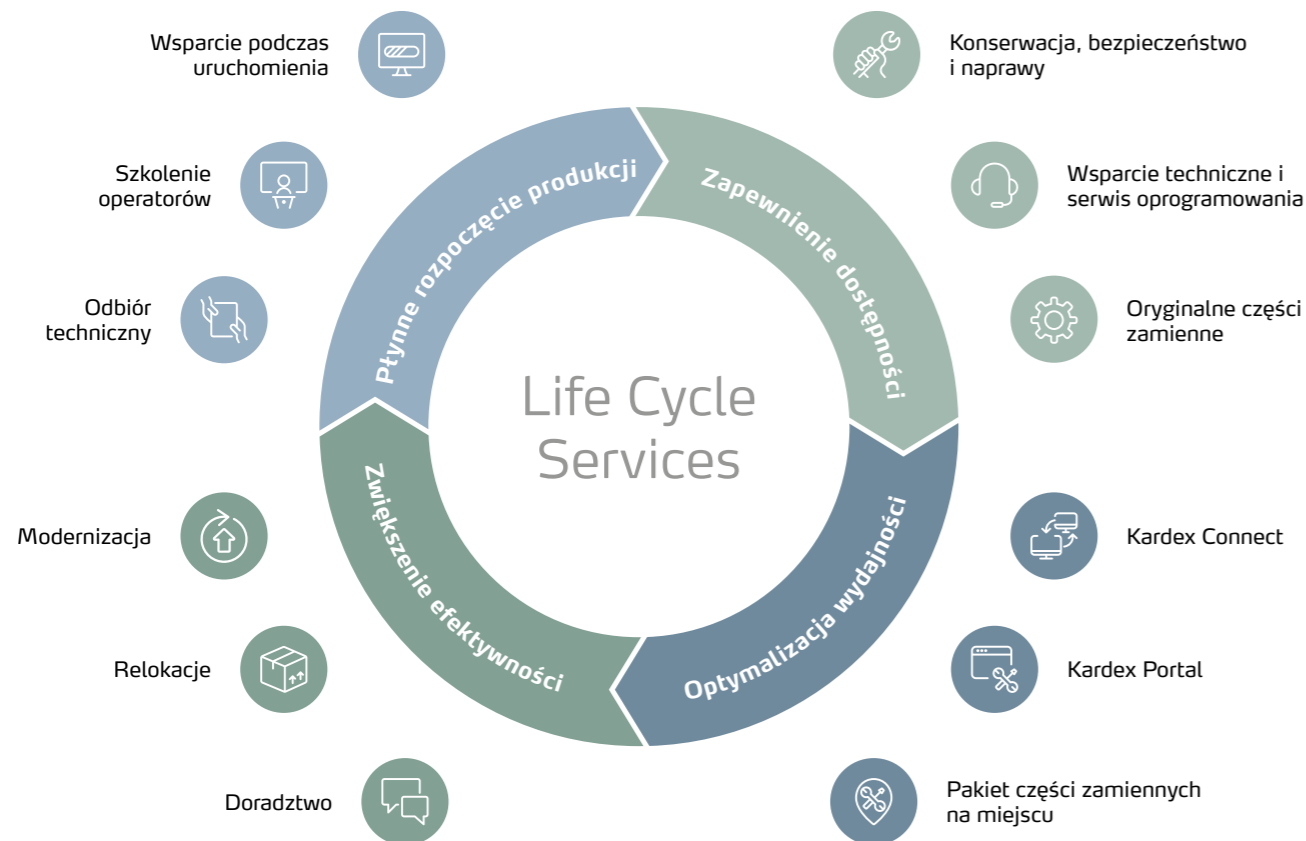 Wsparcie podczas
uruchomienia
Szkolenie
operatorów
Odbiór
techniczny
Płynne rozpoczęcie produkcji
Zapewnienie dostępności
Konserwacja, bezpieczeństwo
i naprawy
Wsparcie techniczne i
serwis oprogramowania
Oryginalne części
zamienne
Life Cycle
Services
Modernizacja
Relokacje
Doradztwo
Zwiększenie efektywności
Optymalizacja wydajności
Kardex Connect
Kardex Portal
Pakiet części zamiennych
na miejscu